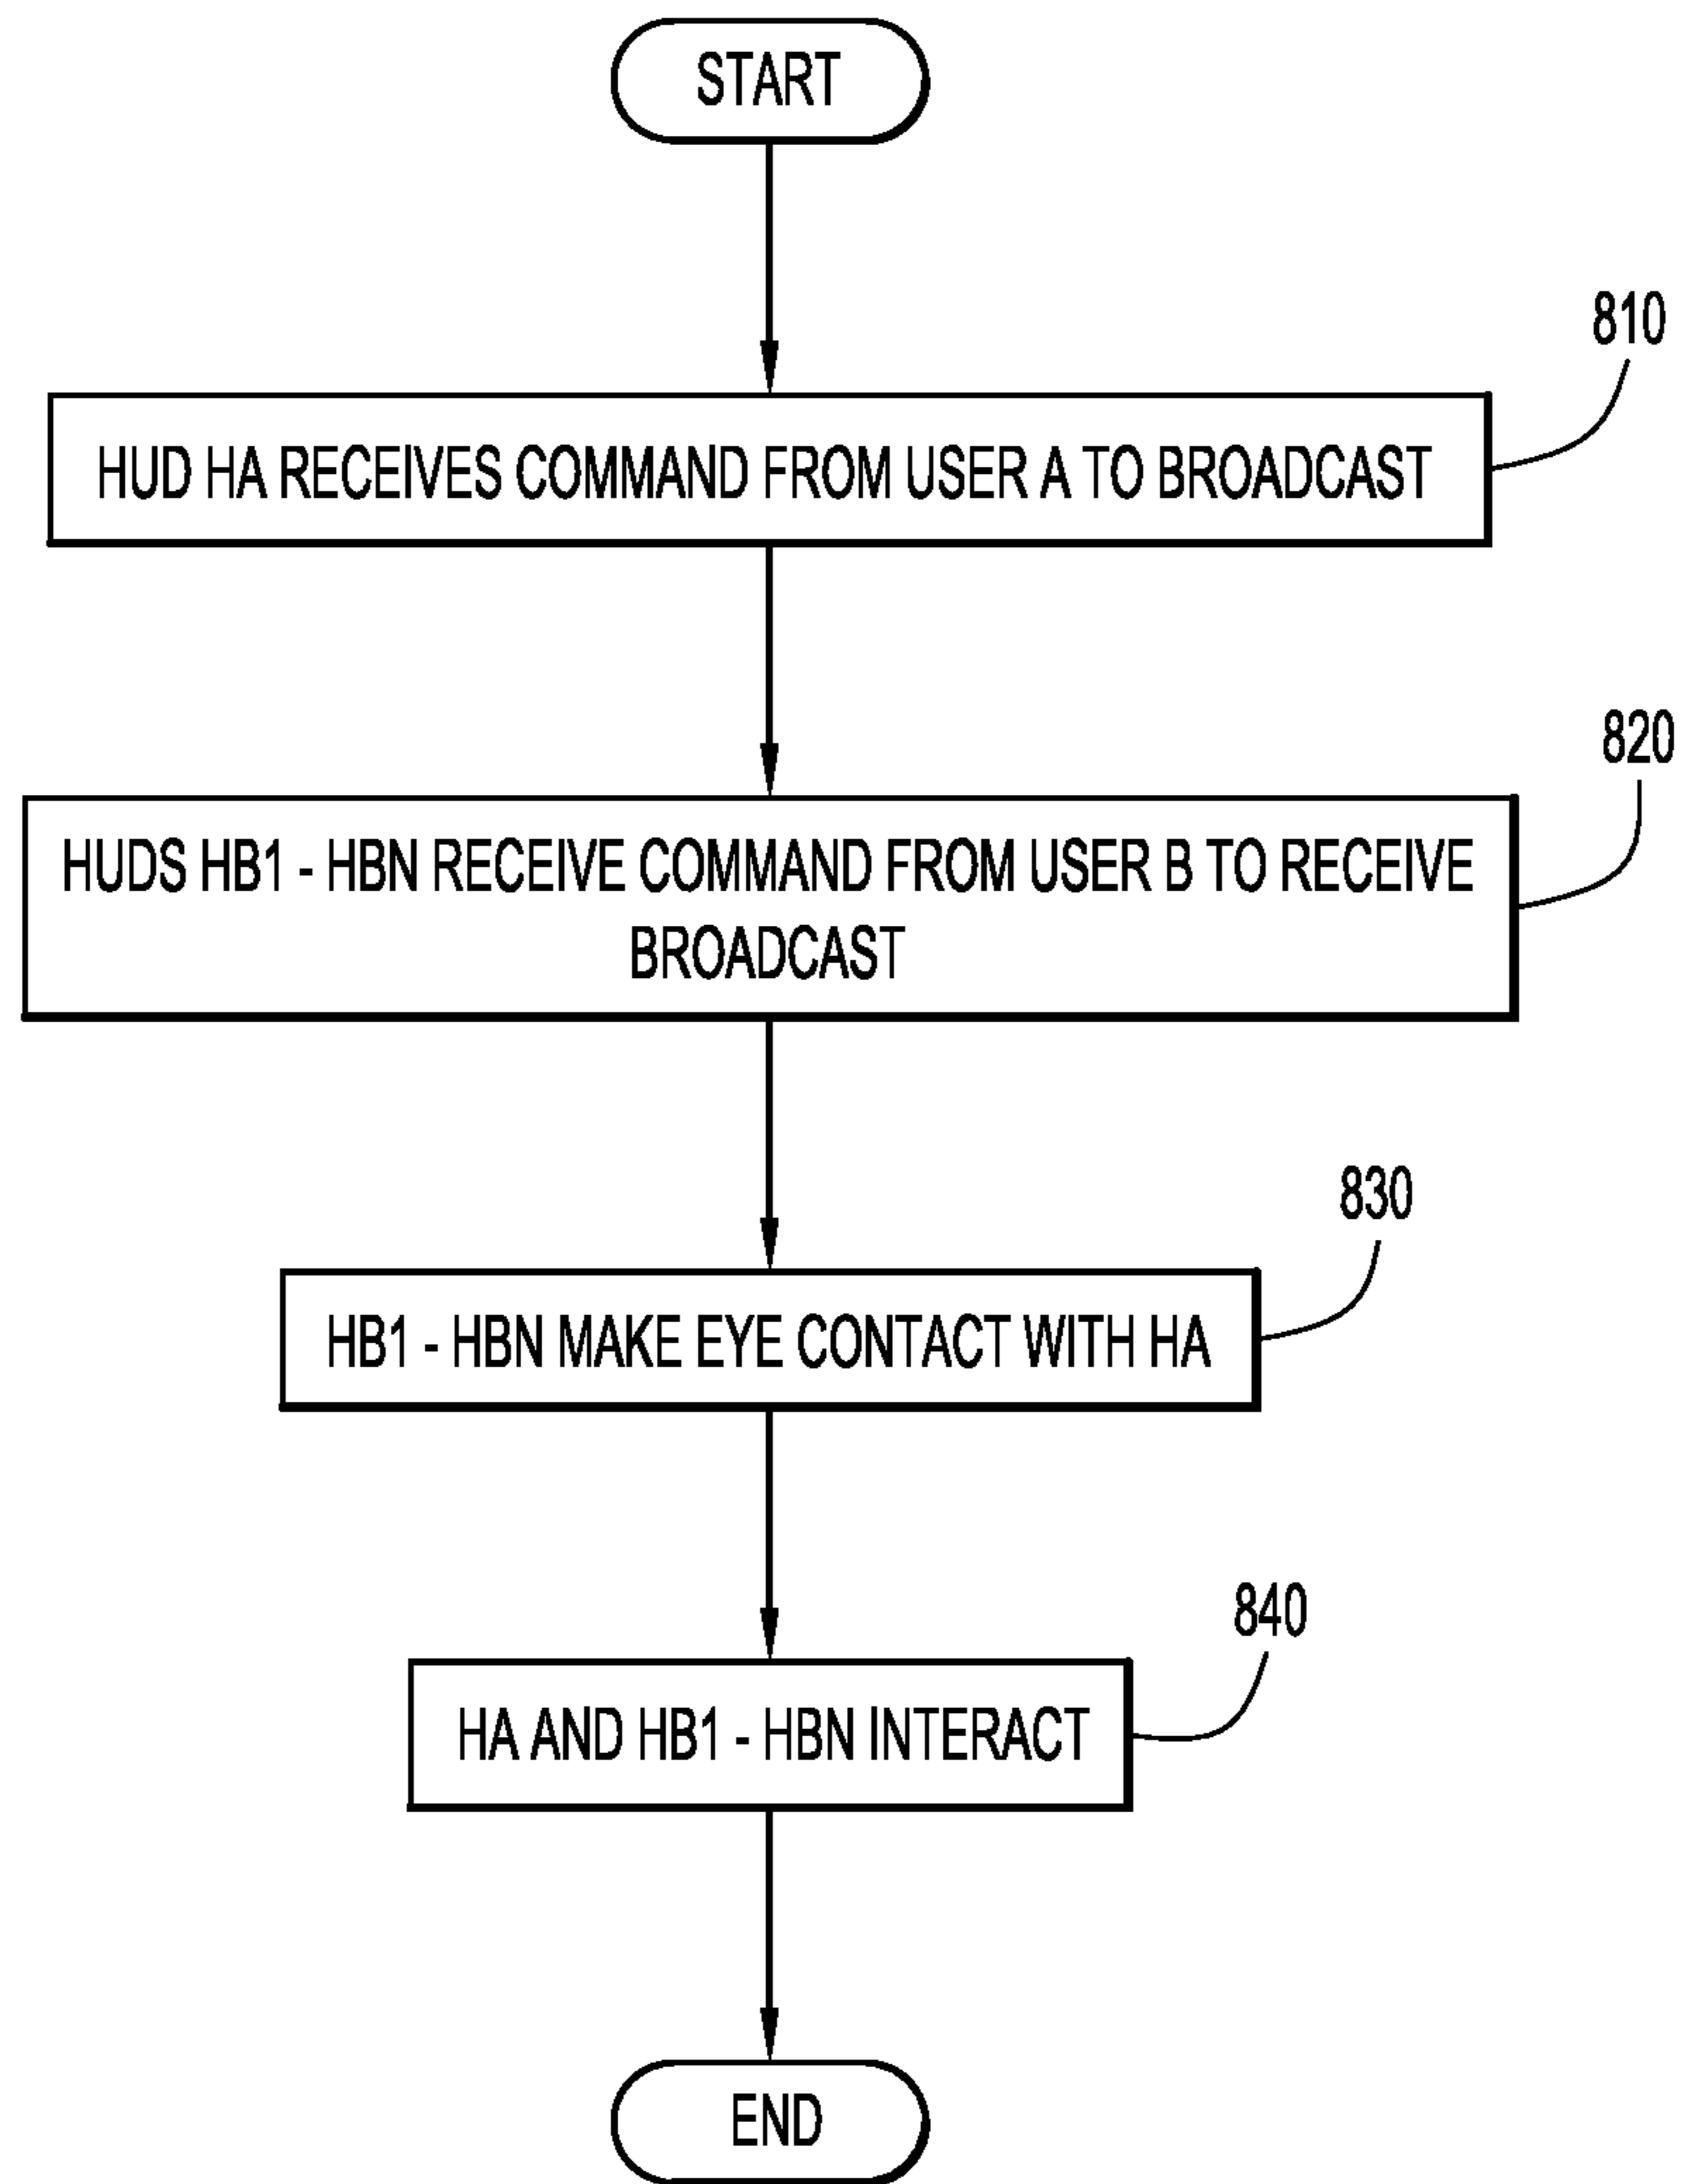 START
810
HUD HA RECEIVES COMMAND FROM USER A TO BROADCAST
820
HUDS HB1 - HBN RECEIVE COMMAND FROM USER B TO RECEIVE
BROADCAST
830
HB1 - HBN MAKE EYE CONTACT WITH HA
840
HA AND HB1 - HBN INTERACT
END